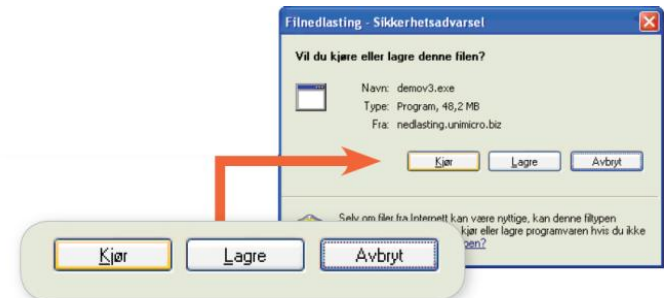 Filnedlasting - Sikkerhetsadvarsel
Vil du kjøre eller lagre denne filen?
Navn: demov3.exe
Type: Program, 48,2 MB
Fra: nedlasting.unimicro.biz
Kjør Lagre Avbryt
Selv om filer fra Internett kan være nyttige, kan denne filtypen
kjør eller lagre programvaren hvis du ikke
Kjør Lagre Avbryt